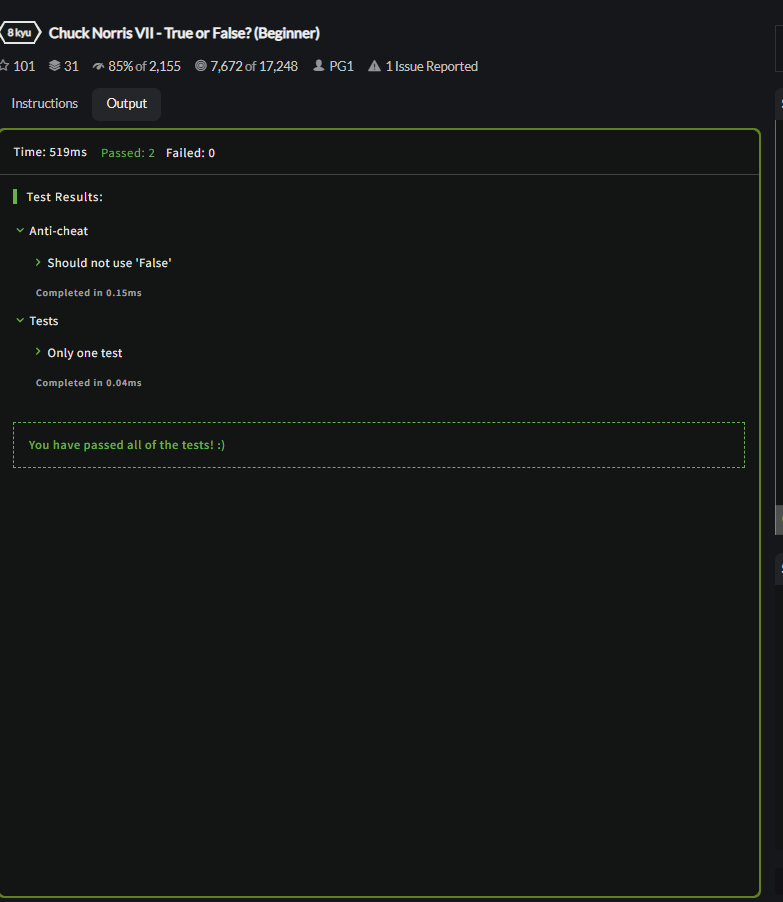 8 kyu Chuck Norris VII - True or False? (Beginner)
101 31 85% of 2,155 7,672 of 17,248 PG1 1 Issue Reported
Instructions Output
Time: 519ms Passed: 2 Failed: 0
Test Results:
Anti-cheat
Should not use 'False'
Completed in 0.15ms
Tests
Only one test
Completed in 0.04ms
You have passed all of the tests! :)